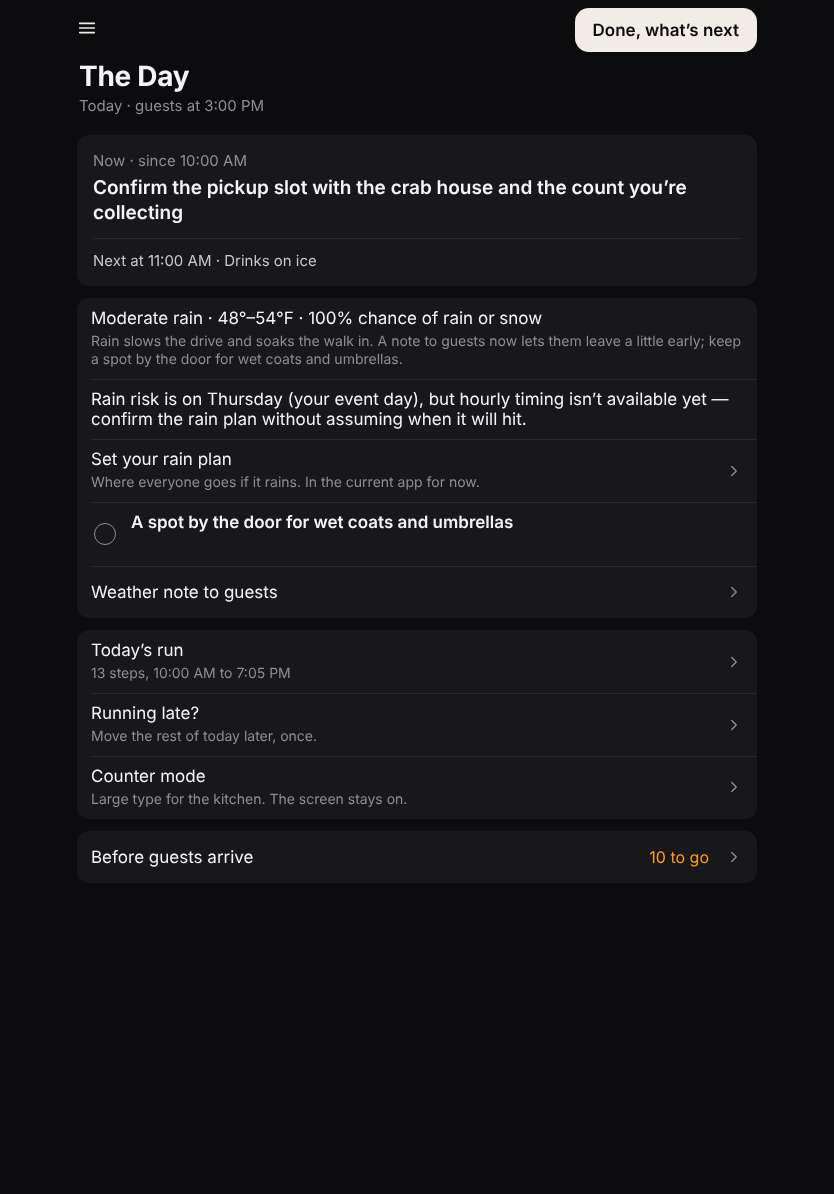 Done, what’s next
The Day
Today · guests at 3:00 PM
Now · since 10:00 AM
Confirm the pickup slot with the crab house and the count you’re
collecting
Next at 11:00 AM · Drinks on ice
Moderate rain · 48°–54°F · 100% chance of rain or snow
Rain slows the drive and soaks the walk in. A note to guests now lets them leave a little early; keep
a spot by the door for wet coats and umbrellas.
Rain risk is on Thursday (your event day), but hourly timing isn’t available yet —
confirm the rain plan without assuming when it will hit.
Set your rain plan
Where everyone goes if it rains. In the current app for now.
A spot by the door for wet coats and umbrellas
Weather note to guests
Today’s run
13 steps, 10:00 AM to 7:05 PM
Running late?
Move the rest of today later, once.
Counter mode
Large type for the kitchen. The screen stays on.
Before guests arrive
10 to go